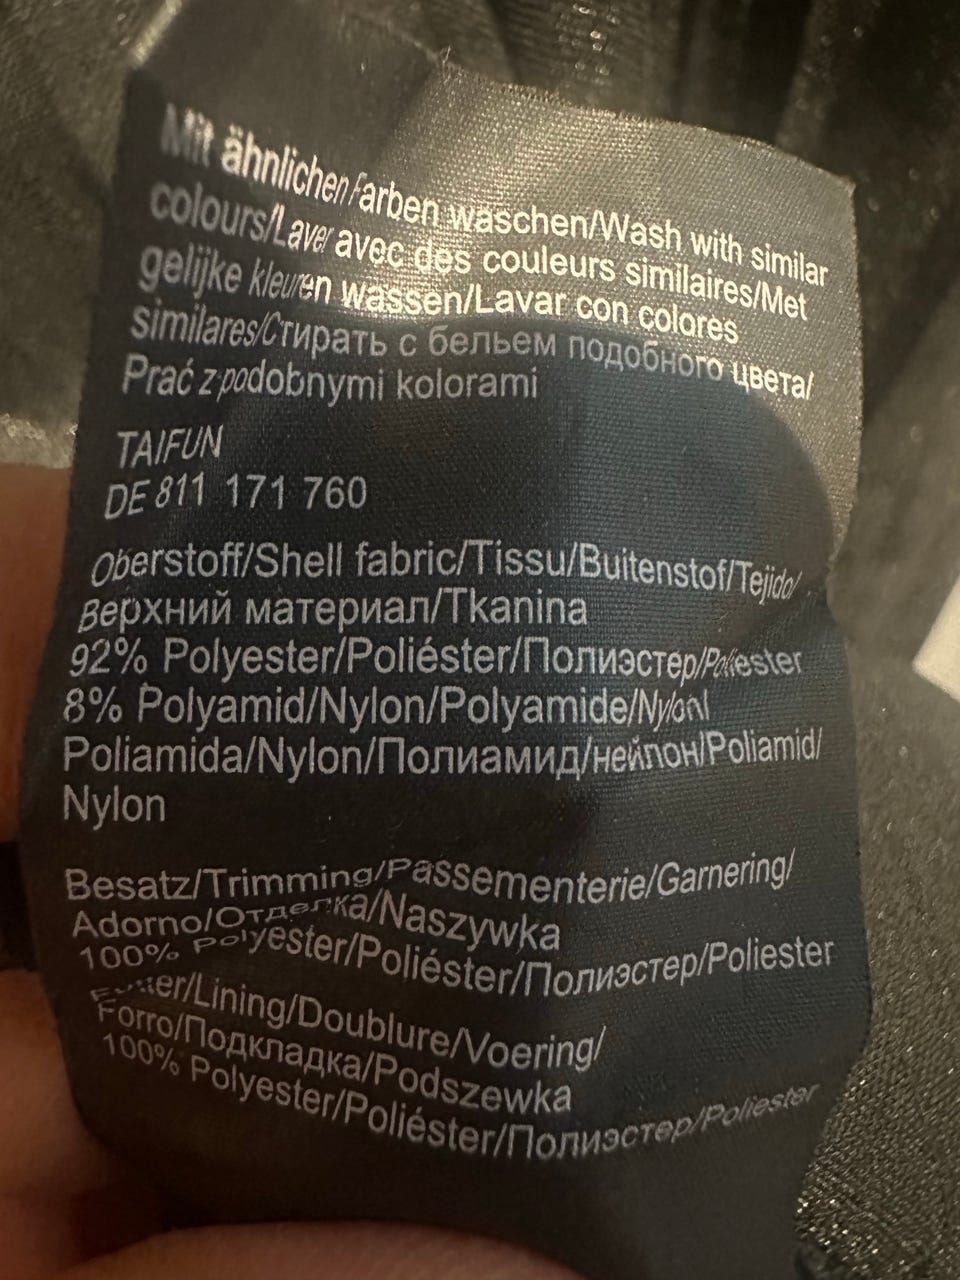 Mit ähnlichen Farben waschen/Wash with similar
colours/Laver avec des couleurs similaires/Met
gelijke kleuren wassen/Lavar con colores
similares/Стирать с бельем подобного цвета/
Prać z podobnymi kolorami
TAIFUN
DE 811 171 760
Oberstoff/Shell fabric/Tissu/Buitenstof/Tejido/
Верхний материал/Tkanina
92% Polyester/Poliéster/Полиэстер/Poliester
8% Polyamid/Nylon/Polyamide/Nylon/
Poliamida/Nylon/Полиамид/нейлон/Poliamid/
Nylon
Besatz/Trimming/Passementerie/Garnering/
Adorno/Отделка/Naszywka
100% Polyester/Poliéster/Полиэстер/Poliester
Futter/Lining/Doublure/Voering/
Forro/Подкладка/Podszewka
100% Polyester/Poliéster/Полиэстер/Poliester